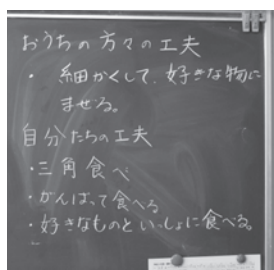 おうちの方々の工夫
・細かくして、好きな物に
まぜる。
自分たちの工夫
・三角食べ
・がんばって食べる
・好きなものといっしょに食べる。